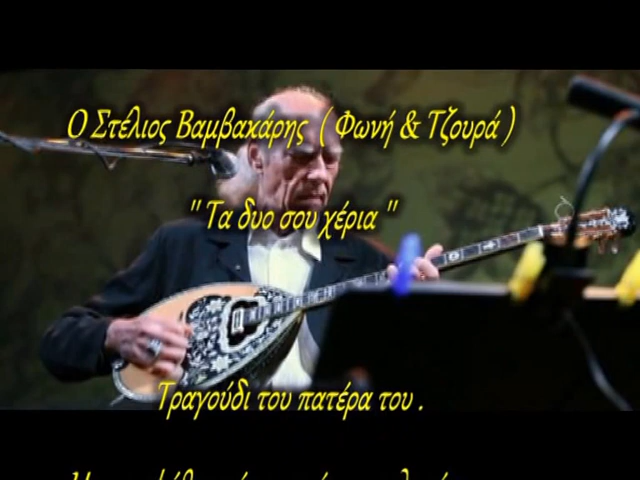 Ο Στέλιος Βαμβακάρης ( Φωνή & Τζουρά )
" Τα δυο σου χέρια "
Τραγούδι του πατέρα του .